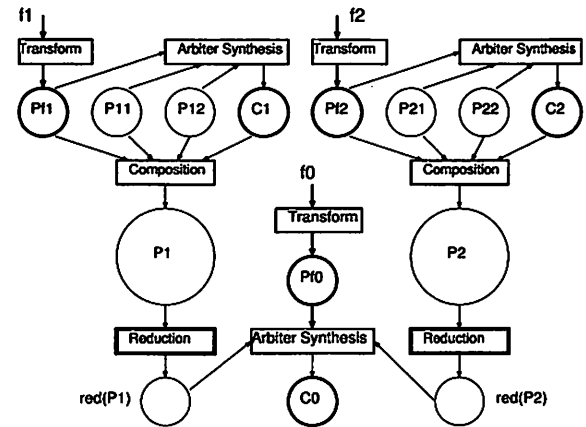 f1 f2
Transform Arbiter Synthesis Transform Arbiter Synthesis
Pf1 P11 P12 C1 Pf2 P21 P22 C2
Composition Composition
f0
Transform
P1 P2
Pf0
Reduction Arbiter Synthesis Reduction
red(P1) C0 red(P2)